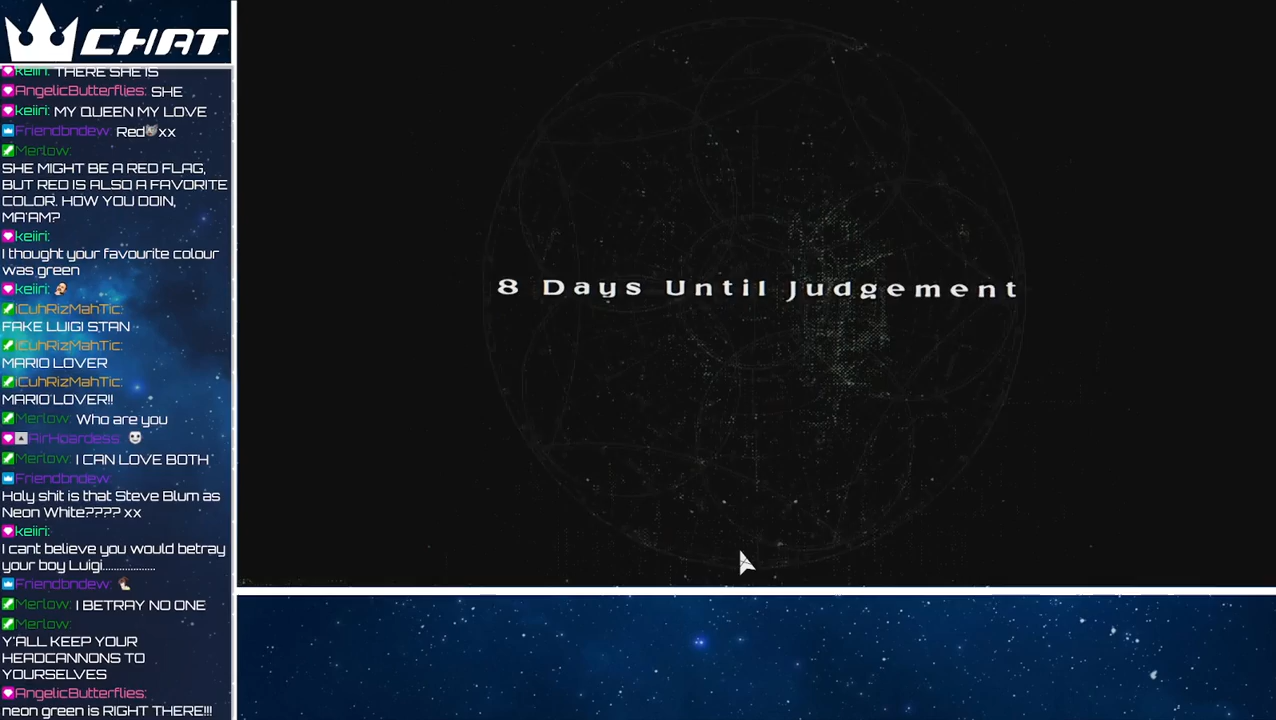 CHAT
keiiri: THERE SHE IS
AngelicButterflies: SHE
keiiri: MY QUEEN MY LOVE
Friendbndew: Red xx
Merlow:
SHE MIGHT BE A RED FLAG,
BUT RED IS ALSO A FAVORITE
COLOR. HOW YOU DOIN,
MA'AM?
keiiri:
I thought your favourite colour
was green
keiiri:
iCuhRizMahTic:
FAKE LUIGI STAN
iCuhRizMahTic:
MARIO LOVER
iCuhRizMahTic:
MARIO LOVER!!
Merlow: Who are you
AirHoardess:
Merlow: I CAN LOVE BOTH
Friendbndew:
Holy shit is that Steve Blum as
Neon White???? xx
keiiri:
I cant believe you would betray
your boy Luigi..................
Friendbndew:
Merlow: I BETRAY NO ONE
Merlow:
Y'ALL KEEP YOUR
HEADCANNONS TO
YOURSELVES
AngelicButterflies:
neon green is RIGHT THERE!!!
8 Days Until Judgement